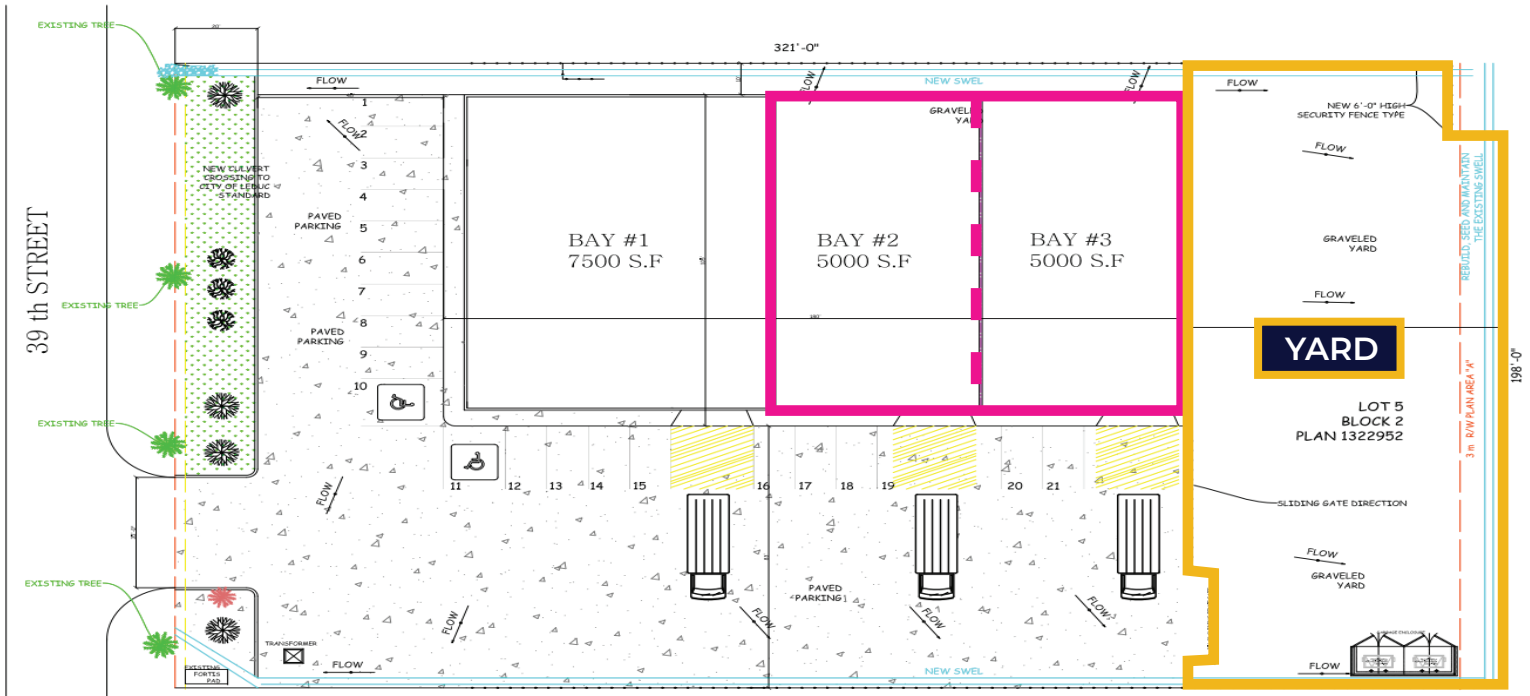 EXISTING TREE
20'
321'-0"
FLOW
FLOW
NEW SWEL
FLOW
FLOW
NEW 6'-0" HIGH
SECURITY FENCE TYPE
1
FLOW
2
GRAVELED
YA
3
FLOW
NEW CULVERT
CROSSING TO
CITY OF LEDUC
STANDARD
4
REBUILD, SEED AND MAINTAIN
THE EXISTING SWELL
39 th STREET
PAVED
PARKING
5
BAY #1
7500 S.F
BAY #2
5000 S.F
BAY #3
5000 S.F
GRAVELED
YARD
6
7
EXISTING TREE
FLOW
8
PAVED
PARKING
9
YARD
198'-0"
10
3 m R/W PLAN AREA "A"
LOT 5
BLOCK 2
PLAN 1322952
EXISTING TREE
11
12
13
14
15
16
17
18
19
20
21
FLOW
SLIDING GATE DIRECTION
FLOW
EXISTING TREE
GRAVELED
YARD
PAVED
PARKING
FLOW
FLOW
FLOW
FLOW
TRANSFORMER
EXISTING
FORTIS
PAD
FLOW
NEW SWEL
FLOW